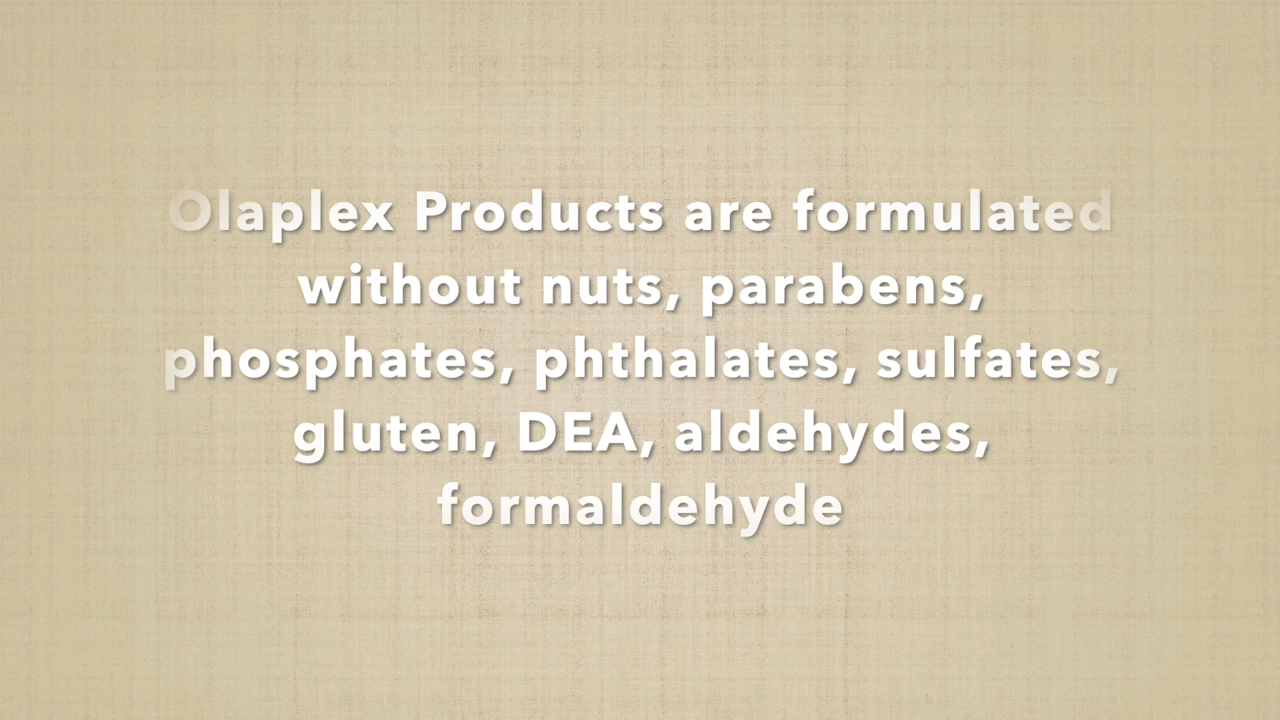 Olaplex Products are formulated
without nuts, parabens,
phosphates, phthalates, sulfates,
gluten, DEA, aldehydes,
formaldehyde